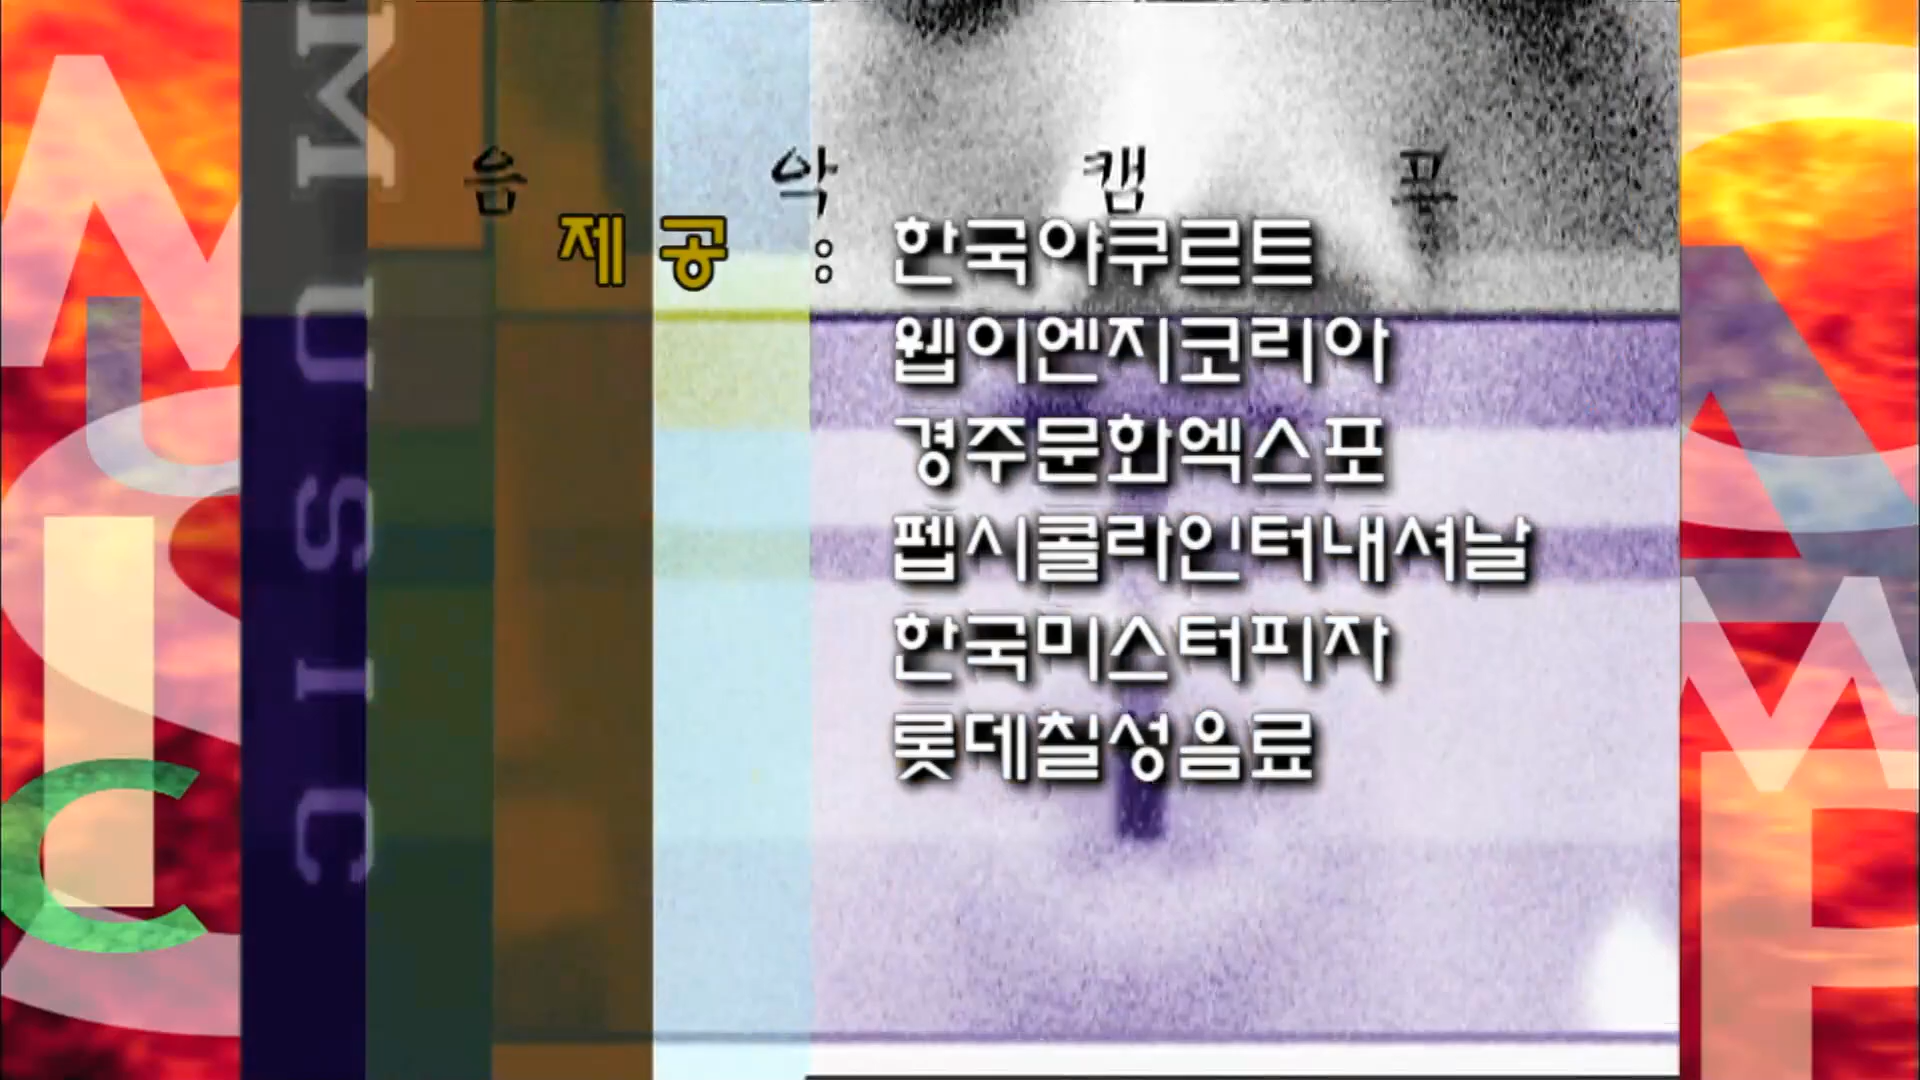 음 악 캠 프
제 공 : 한국야쿠르트
웹이엔지코리아
경주문화엑스포
펩시콜라인터내셔날
한국미스터피자
롯데칠성음료
MUSIC
MUSIC
CAMP